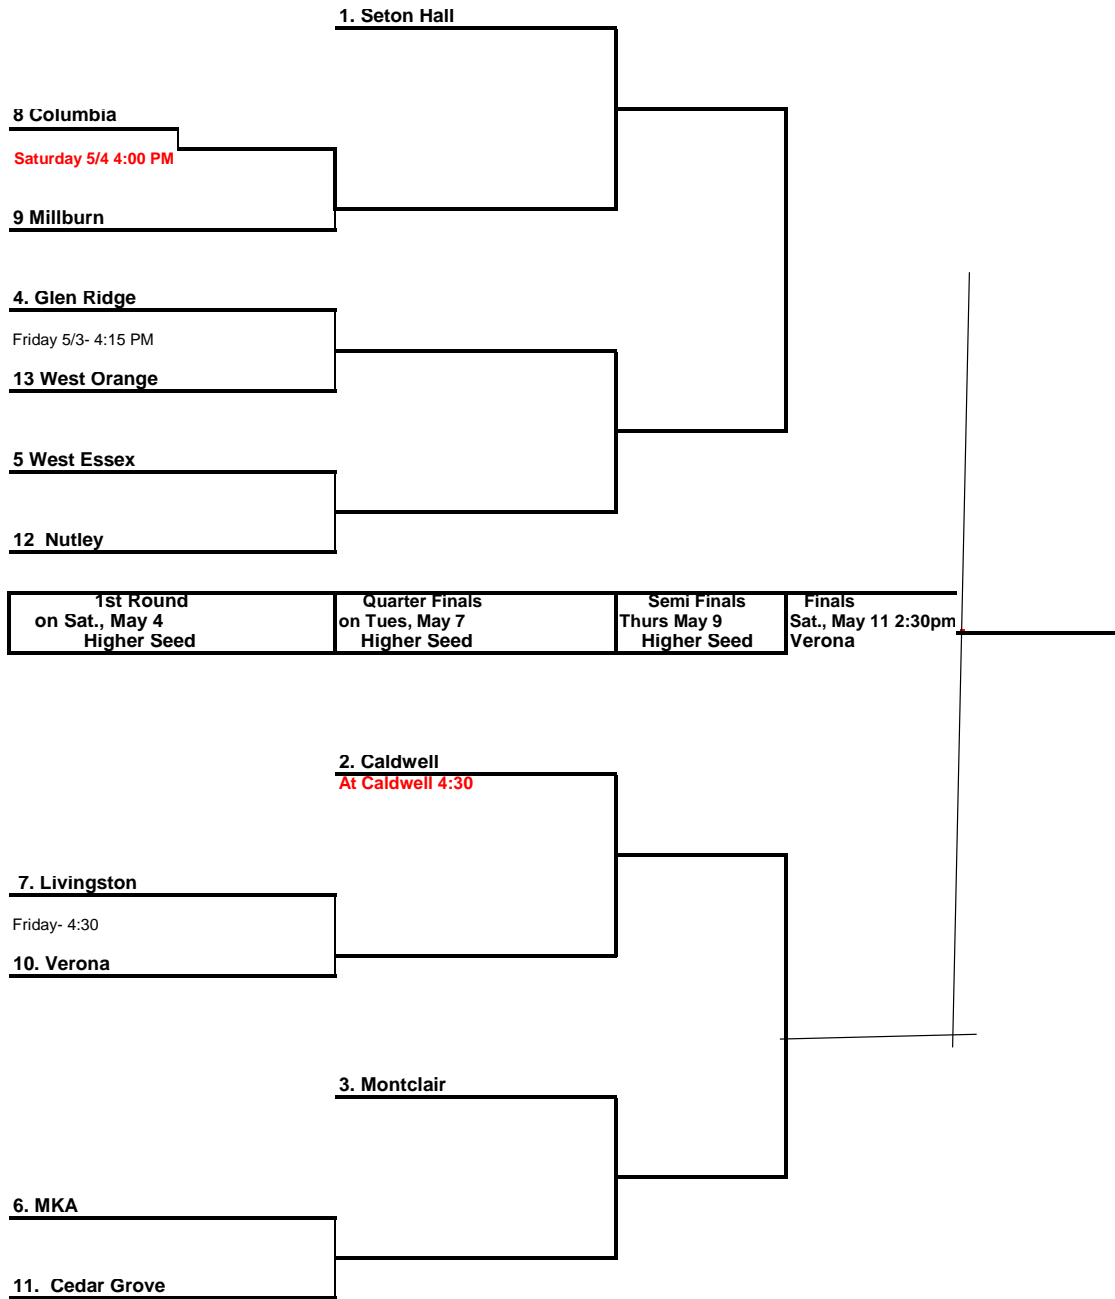 1. Seton Hall
8 Columbia
Saturday 5/4 4:00 PM
9 Millburn
4. Glen Ridge
Friday 5/3- 4:15 PM
13 West Orange
5 West Essex
12  Nutley
1st Round
on Sat., May 4
Higher Seed
Quarter Finals
on Tues, May 7
Higher Seed
Semi Finals
Thurs May 9
Higher Seed
Finals
Sat., May 11 2:30pm
Verona
2. Caldwell
At Caldwell 4:30
7. Livingston
Friday- 4:30
10. Verona
3. Montclair
6. MKA
11.  Cedar Grove